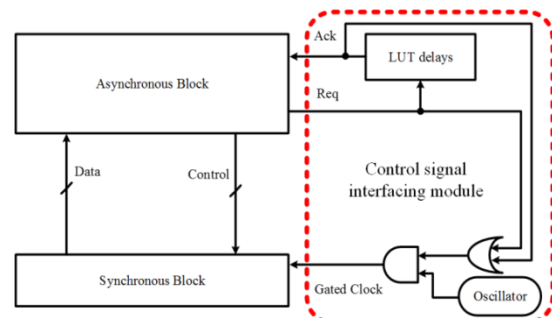 Ack
LUT delays
Asynchronous Block
Req
Data
Control
Control signal
interfacing module
Synchronous Block
Gated Clock
Oscillator